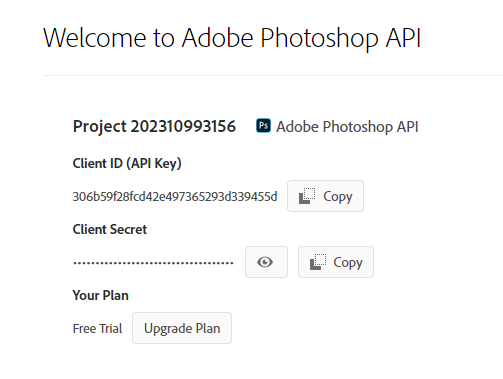 Welcome to Adobe Photoshop API
Project 202310993156 Ps Adobe Photoshop API
Client ID (API Key)
306b59f28fcd42e497365293d339455d Copy
Client Secret
•••••••••••••••••••••••••••••••••••• Copy
Your Plan
Free Trial Upgrade Plan